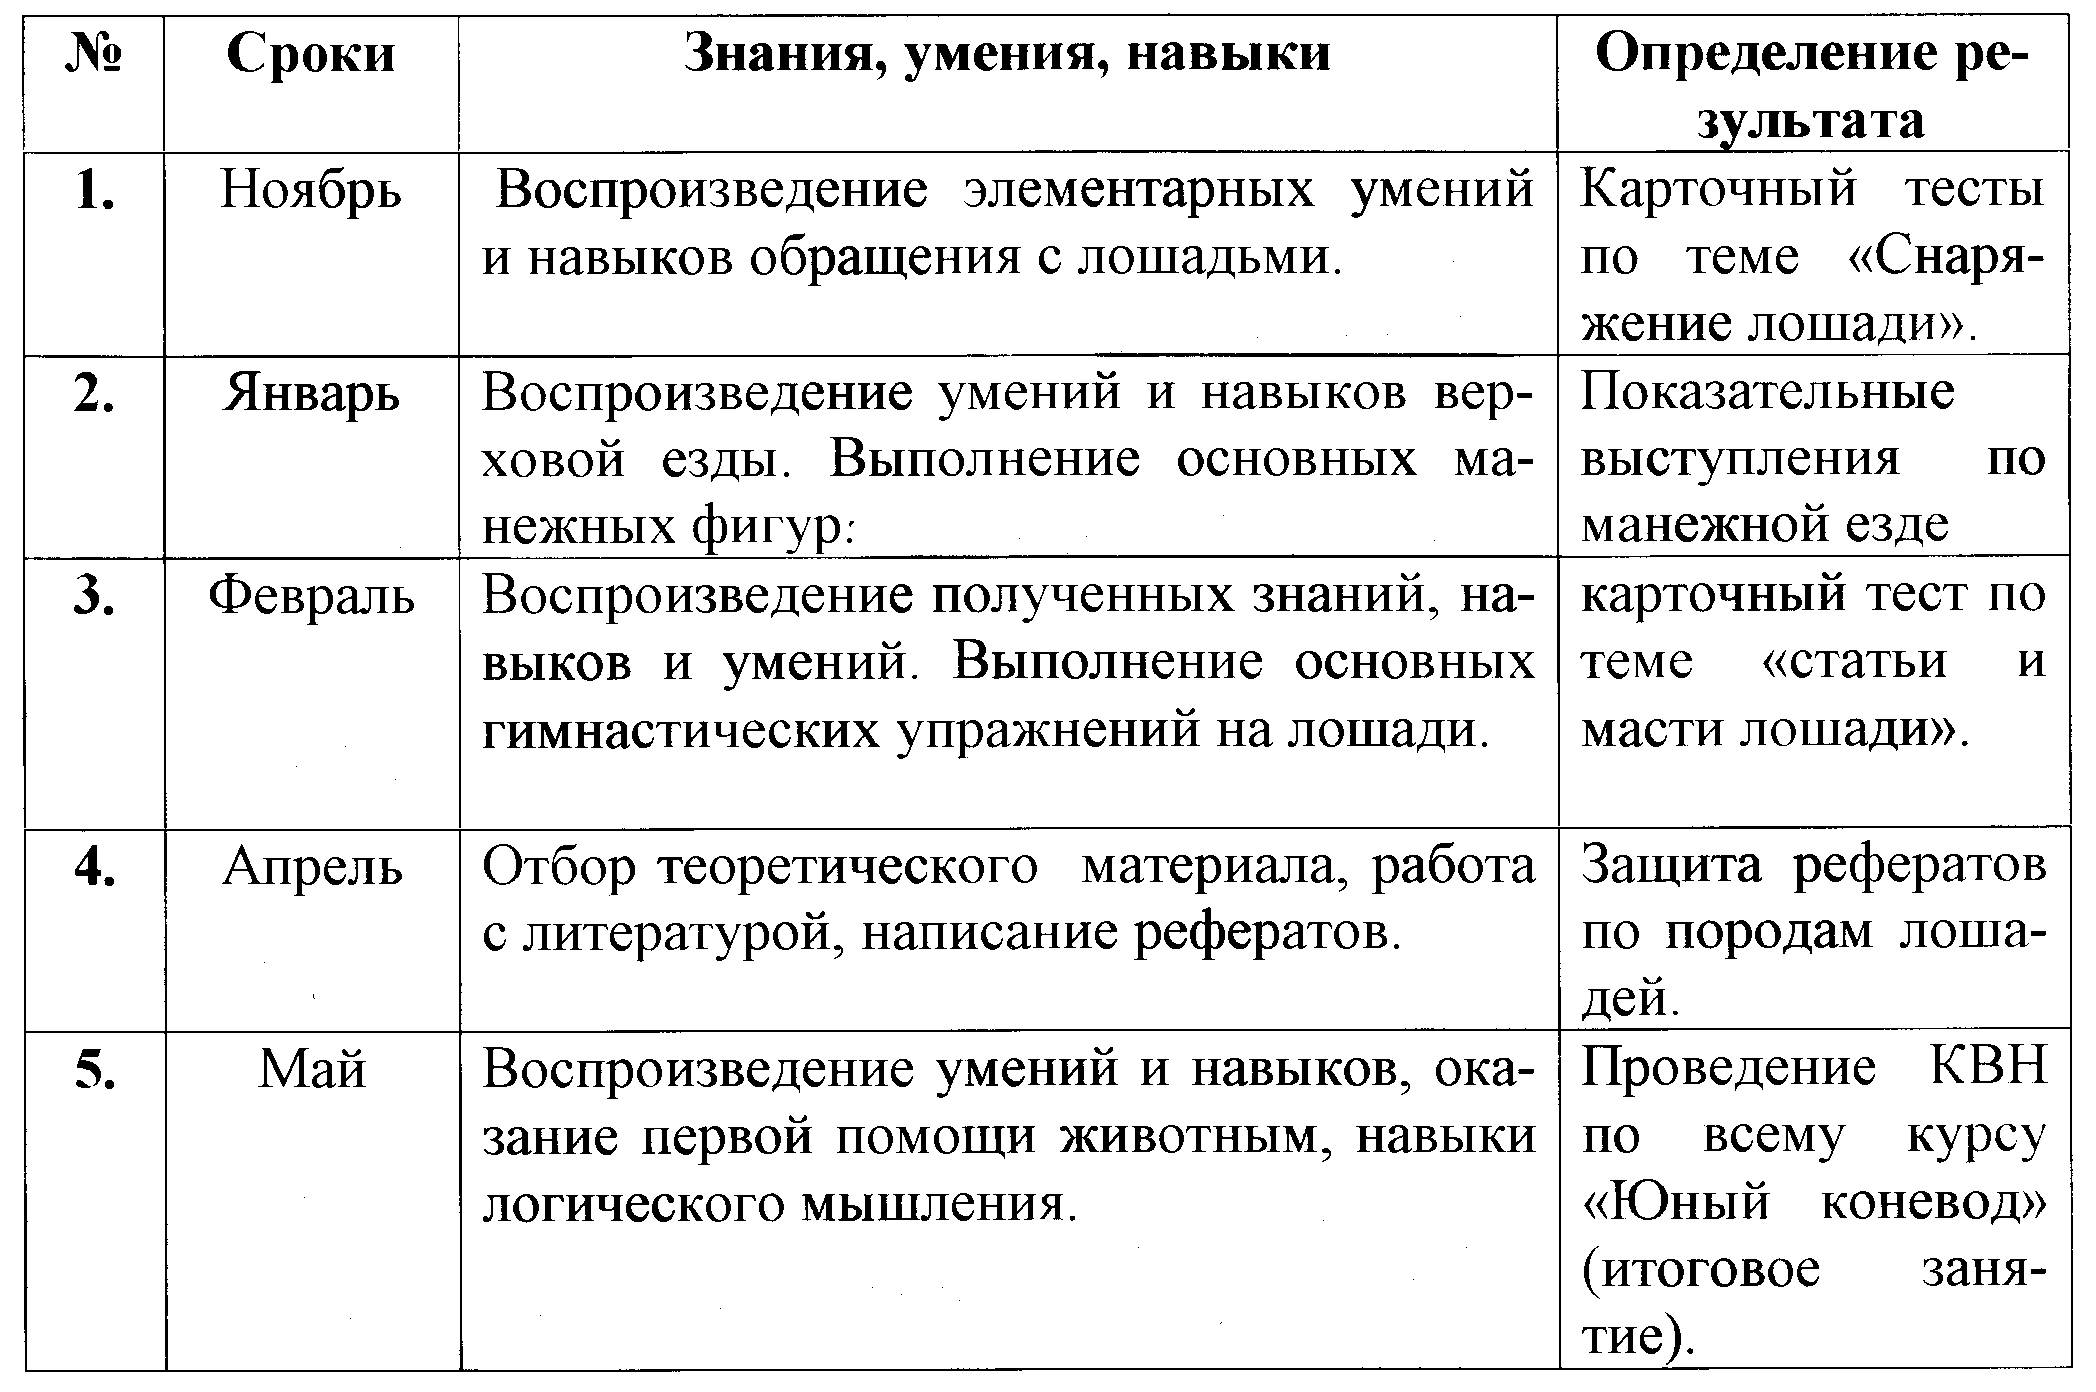 № Сроки Знания, умения, навыки Определение ре-
зультата
1. Ноябрь Воспроизведение элементарных умений
и навыков обращения с лошадьми.
Карточный тесты
по теме «Снаря-
жение лошади».
2. Январь Воспроизведение умений и навыков вер-
ховой езды. Выполнение основных ма-
нежных фигур:
Показательные
выступления по
манежной езде
3. Февраль Воспроизведение полученных знаний, на-
выков и умений. Выполнение основных
гимнастических упражнений на лошади.
карточный тест по
теме «статьи и
масти лошади».
4. Апрель Отбор теоретического материала, работа
с литературой, написание рефератов.
Защита рефератов
по породам лоша-
дей.
5. Май Воспроизведение умений и навыков, ока-
зание первой помощи животным, навыки
логического мышления.
Проведение КВН
по всему курсу
«Юный коневод»
(итоговое заня-
тие).